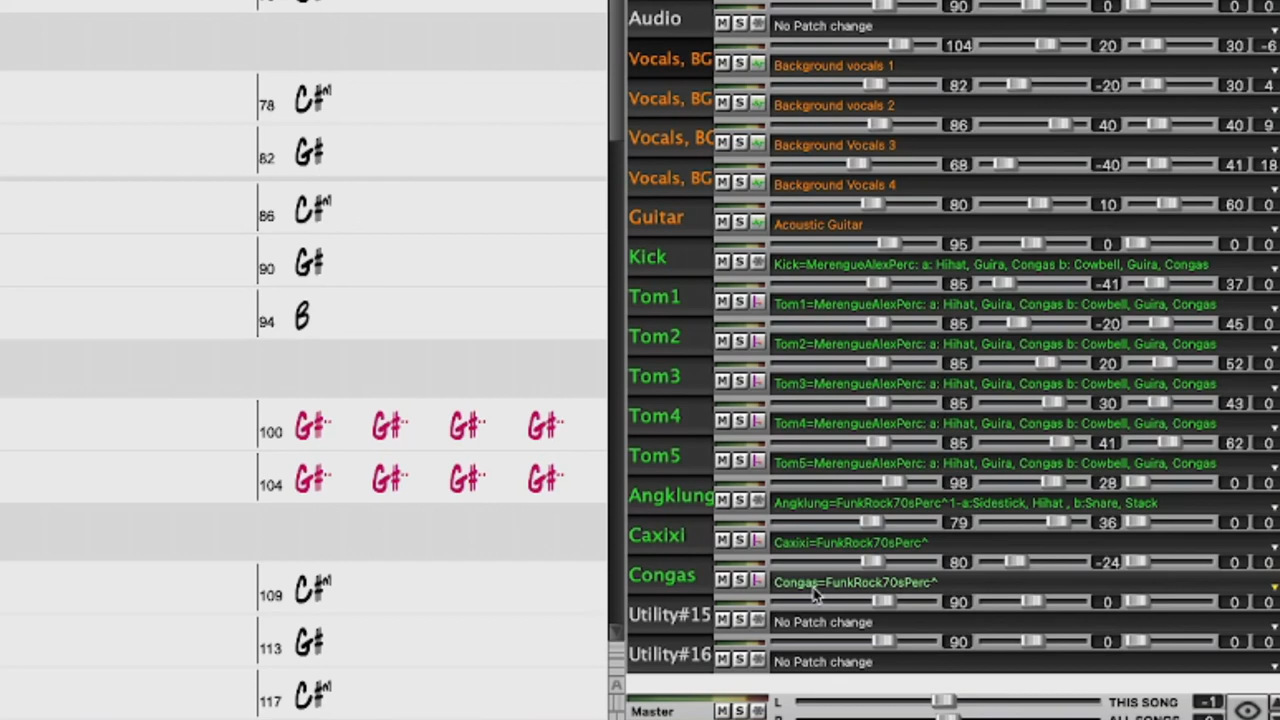 90 0 0 0
Audio M S No Patch change
104 20 30 -6
Vocals, BG M S Background vocals 1
82 -20 30 4
Vocals, BG M S Background vocals 2
86 40 40 9
Vocals, BG M S Background Vocals 3
68 -40 41 18
Vocals, BG M S Background Vocals 4
80 10 60 0
Guitar M S Acoustic Guitar
95 0 0 0
Kick M S Kick=MerengueAlexPerc: a: Hihat, Guira, Congas b: Cowbell, Guira, Congas
85 -41 37 0
Tom1 M S Tom1=MerengueAlexPerc: a: Hihat, Guira, Congas b: Cowbell, Guira, Congas
85 -20 45 0
Tom2 M S Tom2=MerengueAlexPerc: a: Hihat, Guira, Congas b: Cowbell, Guira, Congas
85 20 52 0
Tom3 M S Tom3=MerengueAlexPerc: a: Hihat, Guira, Congas b: Cowbell, Guira, Congas
85 30 43 0
Tom4 M S Tom4=MerengueAlexPerc: a: Hihat, Guira, Congas b: Cowbell, Guira, Congas
85 41 62 0
Tom5 M S Tom5=MerengueAlexPerc: a: Hihat, Guira, Congas b: Cowbell, Guira, Congas
98 28 0 0
Angklung M S Angklung=FunkRock70sPerc^1-a:Sidestick, Hihat , b:Snare, Stack
79 36 0 0
Caxixi M S Caxixi=FunkRock70sPerc^
80 -24 0 0
Congas M S Congas=FunkRock70sPerc^
90 0 0 0
Utility#15 M S No Patch change
90 0 0 0
Utility#16 M S No Patch change
Master M S L THIS SONG -1
R ALL SONGS 0
78 C#m
82 G#
86 C#m
90 G#
94 B
100 G#.. G#.. G#.. G#..
104 G#.. G#.. G#.. G#..
109 C#m
113 G#
117 C#m
A